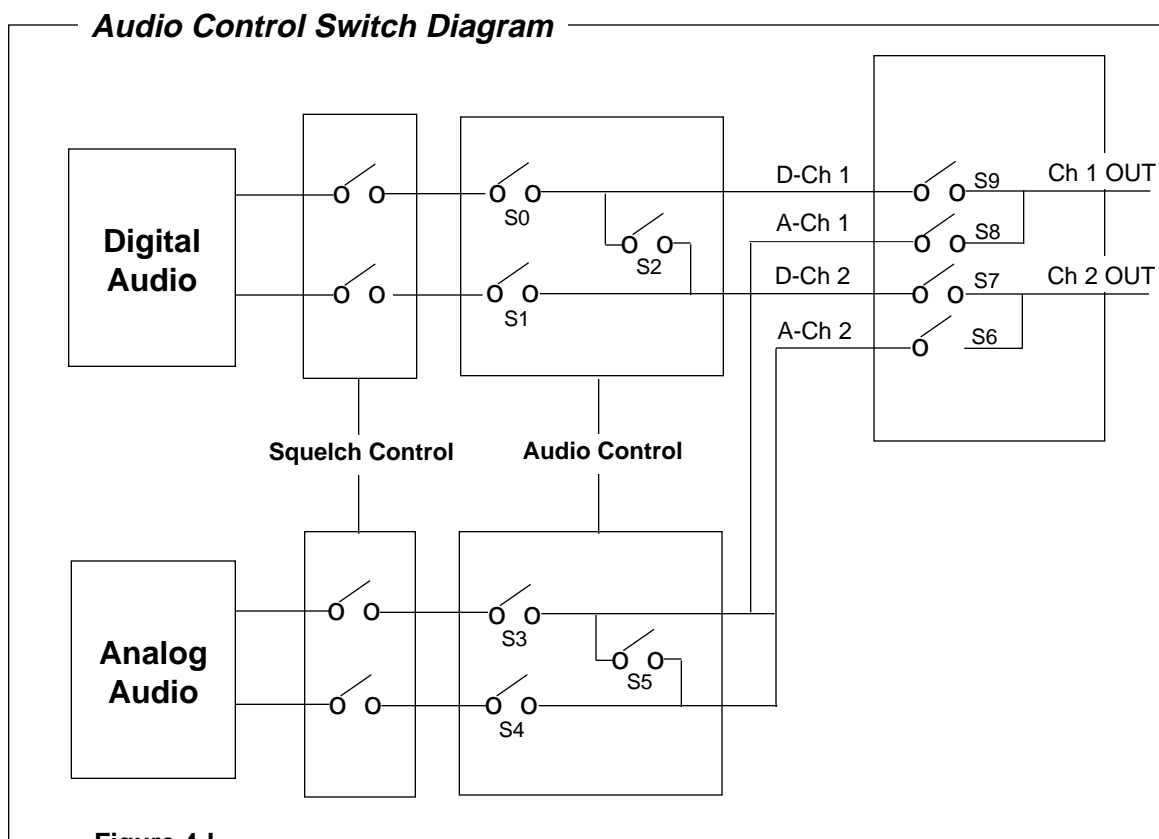 Audio Control Switch Diagram
Digital
Audio
S0
S1
S2
D-Ch 1
A-Ch 1
D-Ch 2
A-Ch 2
S9
S8
S7
S6
Ch 1 OUT
Ch 2 OUT
Squelch Control
Audio Control
Analog
Audio
S3
S4
S5